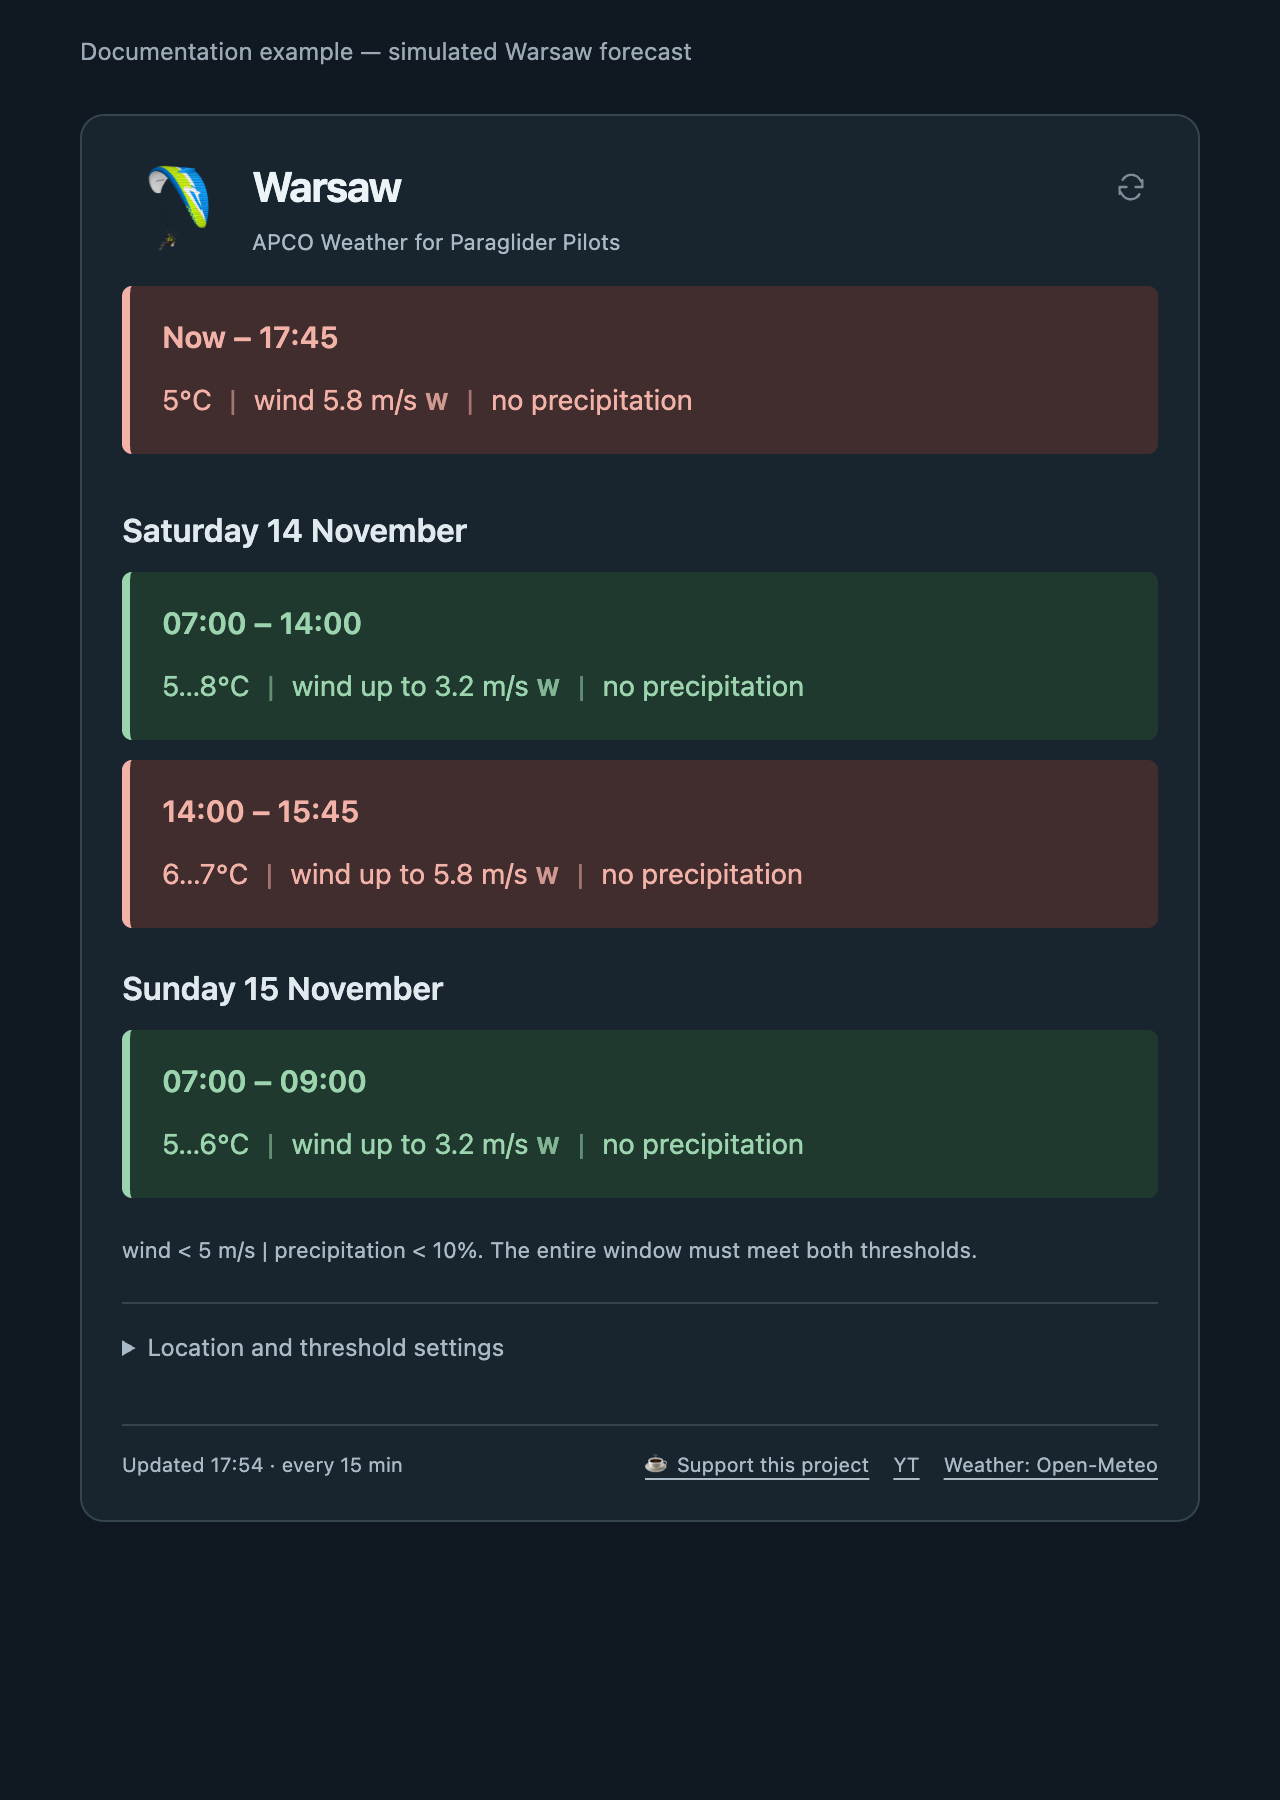 Documentation example — simulated Warsaw forecast
Warsaw
APCO Weather for Paraglider Pilots
Now – 17:45
5°C | wind 5.8 m/s W | no precipitation
Saturday 14 November
07:00 – 14:00
5...8°C | wind up to 3.2 m/s W | no precipitation
14:00 – 15:45
6...7°C | wind up to 5.8 m/s W | no precipitation
Sunday 15 November
07:00 – 09:00
5...6°C | wind up to 3.2 m/s W | no precipitation
wind < 5 m/s | precipitation < 10%. The entire window must meet both thresholds.
Location and threshold settings
Updated 17:54 · every 15 min ☕ Support this project YT Weather: Open-Meteo